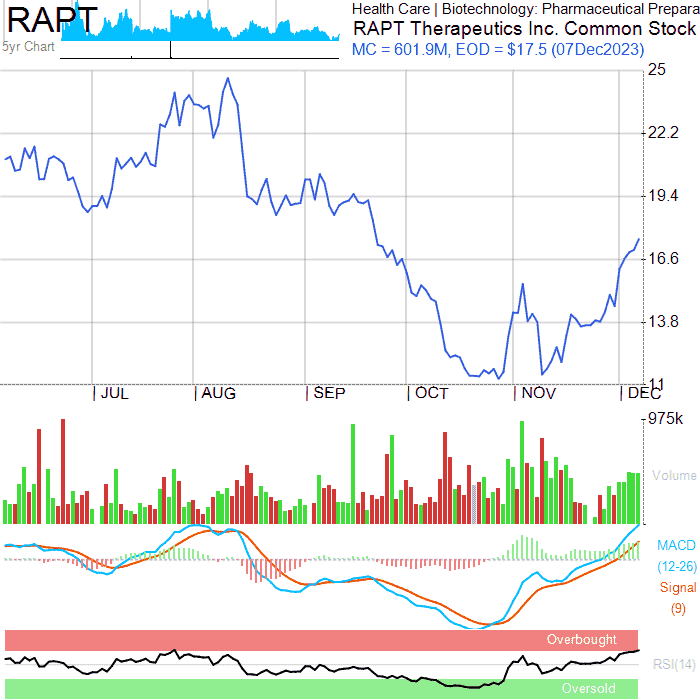 RAPT
5yr Chart
Health Care | Biotechnology: Pharmaceutical Prepara
RAPT Therapeutics Inc. Common Stock
MC = 601.9M, EOD = $17.5 (07Dec2023)
25
22.2
19.4
16.6
13.8
11
JUL
AUG
SEP
OCT
NOV
DEC
975k
Volume
MACD
(12-26)
Signal
(9)
Overbought
RSI(14)
Oversold